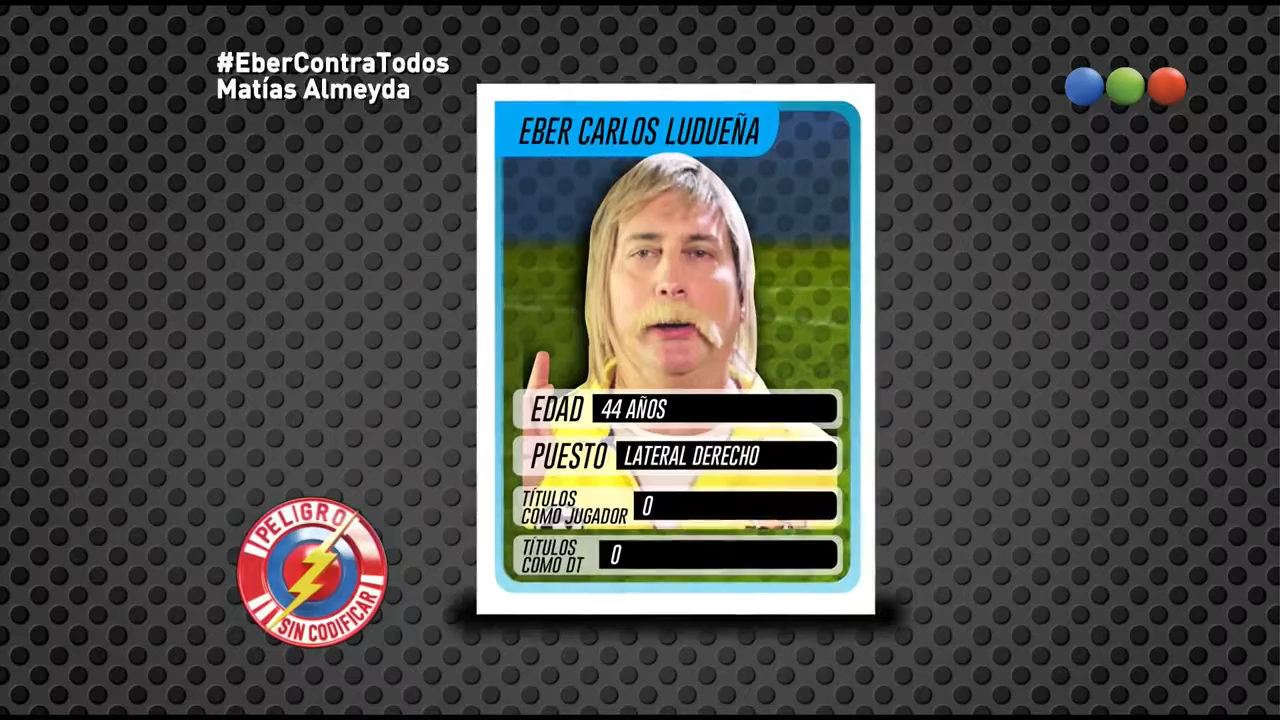 #EberContraTodos
Matías Almeyda
EBER CARLOS LUDUEÑA
EDAD 44 AÑOS
PUESTO LATERAL DERECHO
TÍTULOS
COMO JUGADOR 0
TÍTULOS
COMO DT 0
PELIGRO
SIN CODIFICAR